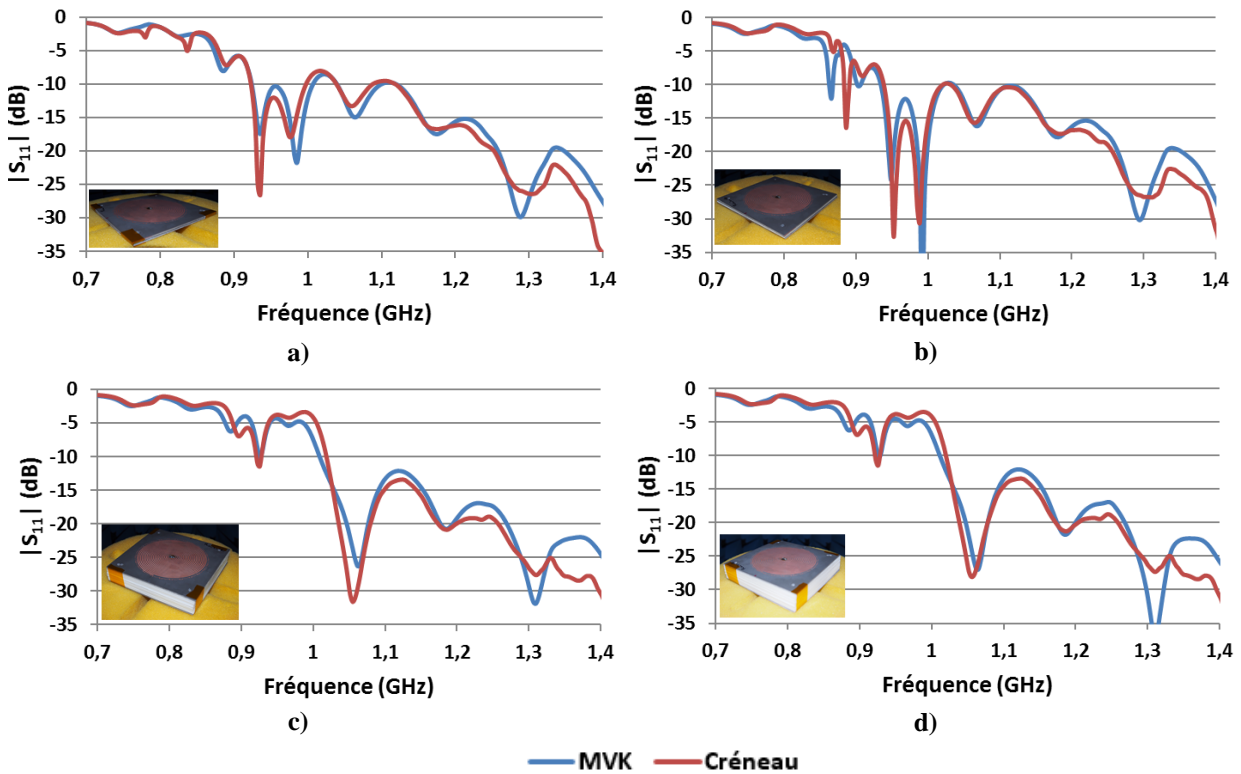 |S₁₁| (dB)
0
-5
-10
-15
-20
-25
-30
-35
0,7 0,8 0,9 1 1,1 1,2 1,3 1,4
Fréquence (GHz)
a)
|S₁₁| (dB)
0
-5
-10
-15
-20
-25
-30
-35
0,7 0,8 0,9 1 1,1 1,2 1,3 1,4
Fréquence (GHz)
b)
|S₁₁| (dB)
0
-5
-10
-15
-20
-25
-30
-35
0,7 0,8 0,9 1 1,1 1,2 1,3 1,4
Fréquence (GHz)
c)
|S₁₁| (dB)
0
-5
-10
-15
-20
-25
-30
-35
0,7 0,8 0,9 1 1,1 1,2 1,3 1,4
Fréquence (GHz)
d)
MVK Créneau